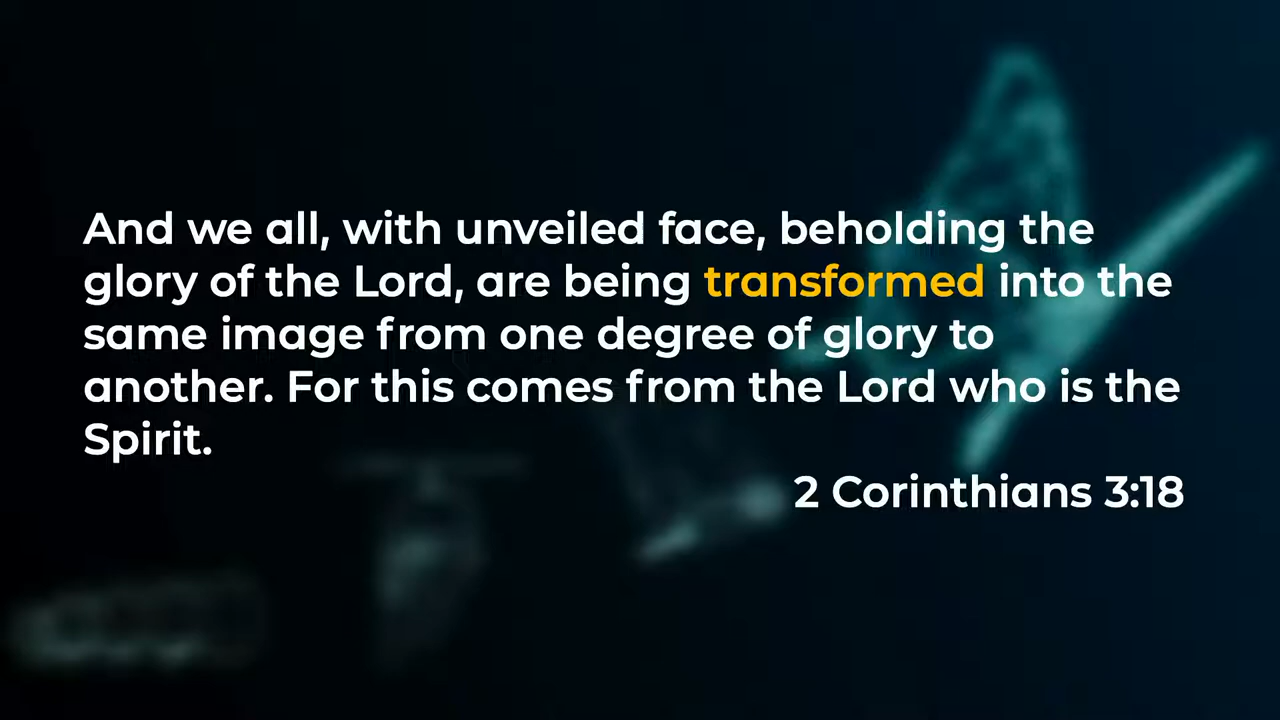 And we all, with unveiled face, beholding the
glory of the Lord, are being transformed into the
same image from one degree of glory to
another. For this comes from the Lord who is the
Spirit.
2 Corinthians 3:18